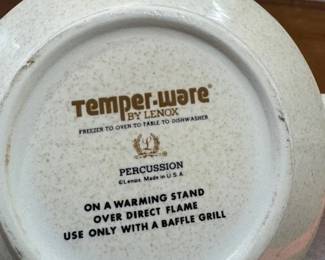 Temper-ware®
BY LENOX
FREEZER TO OVEN TO TABLE TO DISHWASHER
L
PERCUSSION
©Lenox. Made in U.S.A.
ON A WARMING STAND
OVER DIRECT FLAME
USE ONLY WITH A BAFFLE GRILL